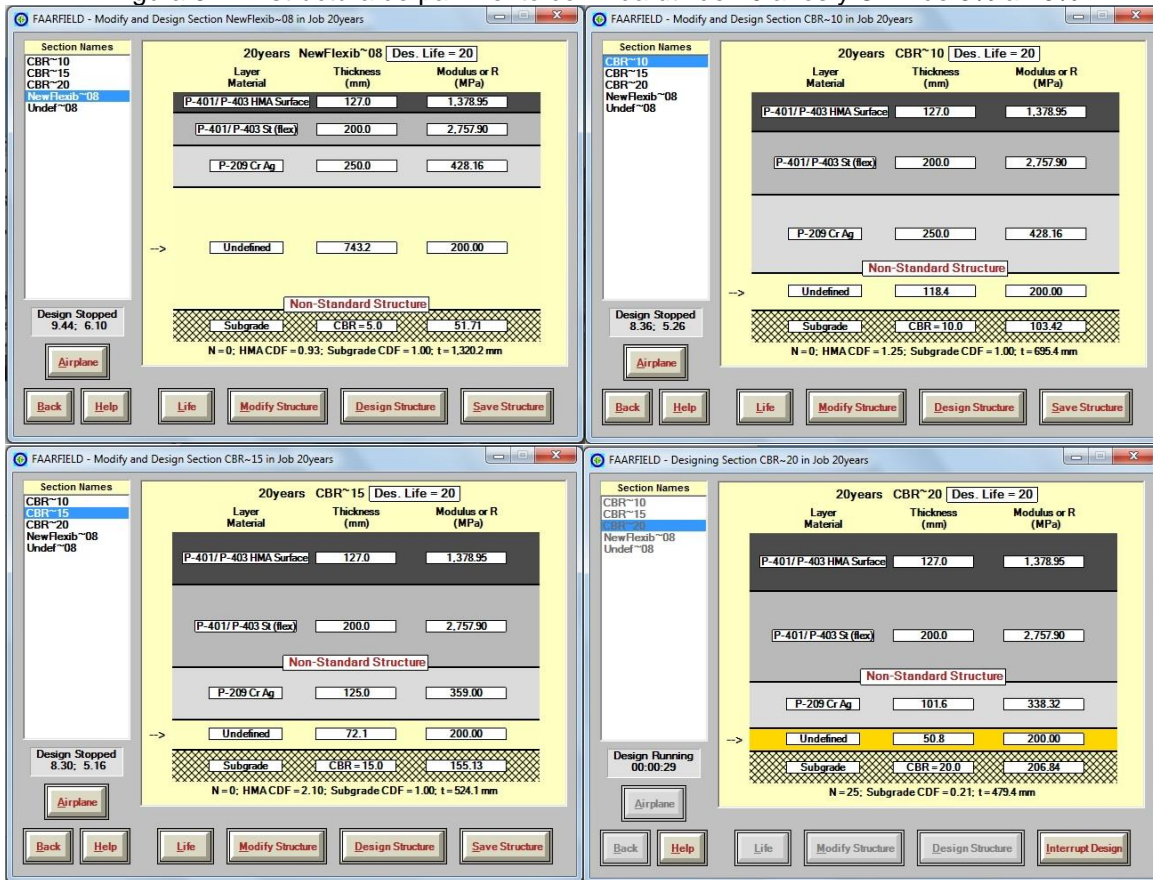 FAARFIELD - Modify and Design Section NewFlexib~08 in Job 20years
Section Names
CBR~10
CBR~15
CBR~20
NewFlexib~08
Undef~08
20years NewFlexib~08 Des. Life = 20
Layer Material Thickness (mm) Modulus or R (MPa)
P-401/ P-403 HMA Surface 127.0 1,378.95
P-401/ P-403 St (flex) 200.0 2,757.90
P-209 Cr Ag 250.0 428.16
--> Undefined 743.2 200.00
Non-Standard Structure
Subgrade CBR = 5.0 51.71
N = 0; HMA CDF = 0.93; Subgrade CDF = 1.00; t = 1,320.2 mm
Design Stopped
9.44; 6.10
Airplane
Back Help Life Modify Structure Design Structure Save Structure
FAARFIELD - Modify and Design Section CBR~10 in Job 20years
Section Names
CBR~10
CBR~15
CBR~20
NewFlexib~08
Undef~08
20years CBR~10 Des. Life = 20
Layer Material Thickness (mm) Modulus or R (MPa)
P-401/ P-403 HMA Surface 127.0 1,378.95
P-401/ P-403 St (flex) 200.0 2,757.90
P-209 Cr Ag 250.0 428.16
Non-Standard Structure
--> Undefined 118.4 200.00
Subgrade CBR = 10.0 103.42
N = 0; HMA CDF = 1.25; Subgrade CDF = 1.00; t = 695.4 mm
Design Stopped
8.36; 5.26
Airplane
Back Help Life Modify Structure Design Structure Save Structure
FAARFIELD - Modify and Design Section CBR~15 in Job 20years
Section Names
CBR~10
CBR~15
CBR~20
NewFlexib~08
Undef~08
20years CBR~15 Des. Life = 20
Layer Material Thickness (mm) Modulus or R (MPa)
P-401/ P-403 HMA Surface 127.0 1,378.95
P-401/ P-403 St (flex) 200.0 2,757.90
Non-Standard Structure
P-209 Cr Ag 125.0 359.00
--> Undefined 72.1 200.00
Subgrade CBR = 15.0 155.13
N = 0; HMA CDF = 2.10; Subgrade CDF = 1.00; t = 524.1 mm
Design Stopped
8.30; 5.16
Airplane
Back Help Life Modify Structure Design Structure Save Structure
FAARFIELD - Designing Section CBR~20 in Job 20years
Section Names
CBR~10
CBR~15
CBR~20
NewFlexib~08
Undef~08
20years CBR~20 Des. Life = 20
Layer Material Thickness (mm) Modulus or R (MPa)
P-401/ P-403 HMA Surface 127.0 1,378.95
P-401/ P-403 St (flex) 200.0 2,757.90
Non-Standard Structure
P-209 Cr Ag 101.6 338.32
--> Undefined 50.8 200.00
Subgrade CBR = 20.0 206.84
N = 25; Subgrade CDF = 0.21; t = 479.4 mm
Design Running
00:00:29
Airplane
Back Help Life Modify Structure Design Structure Interrupt Design